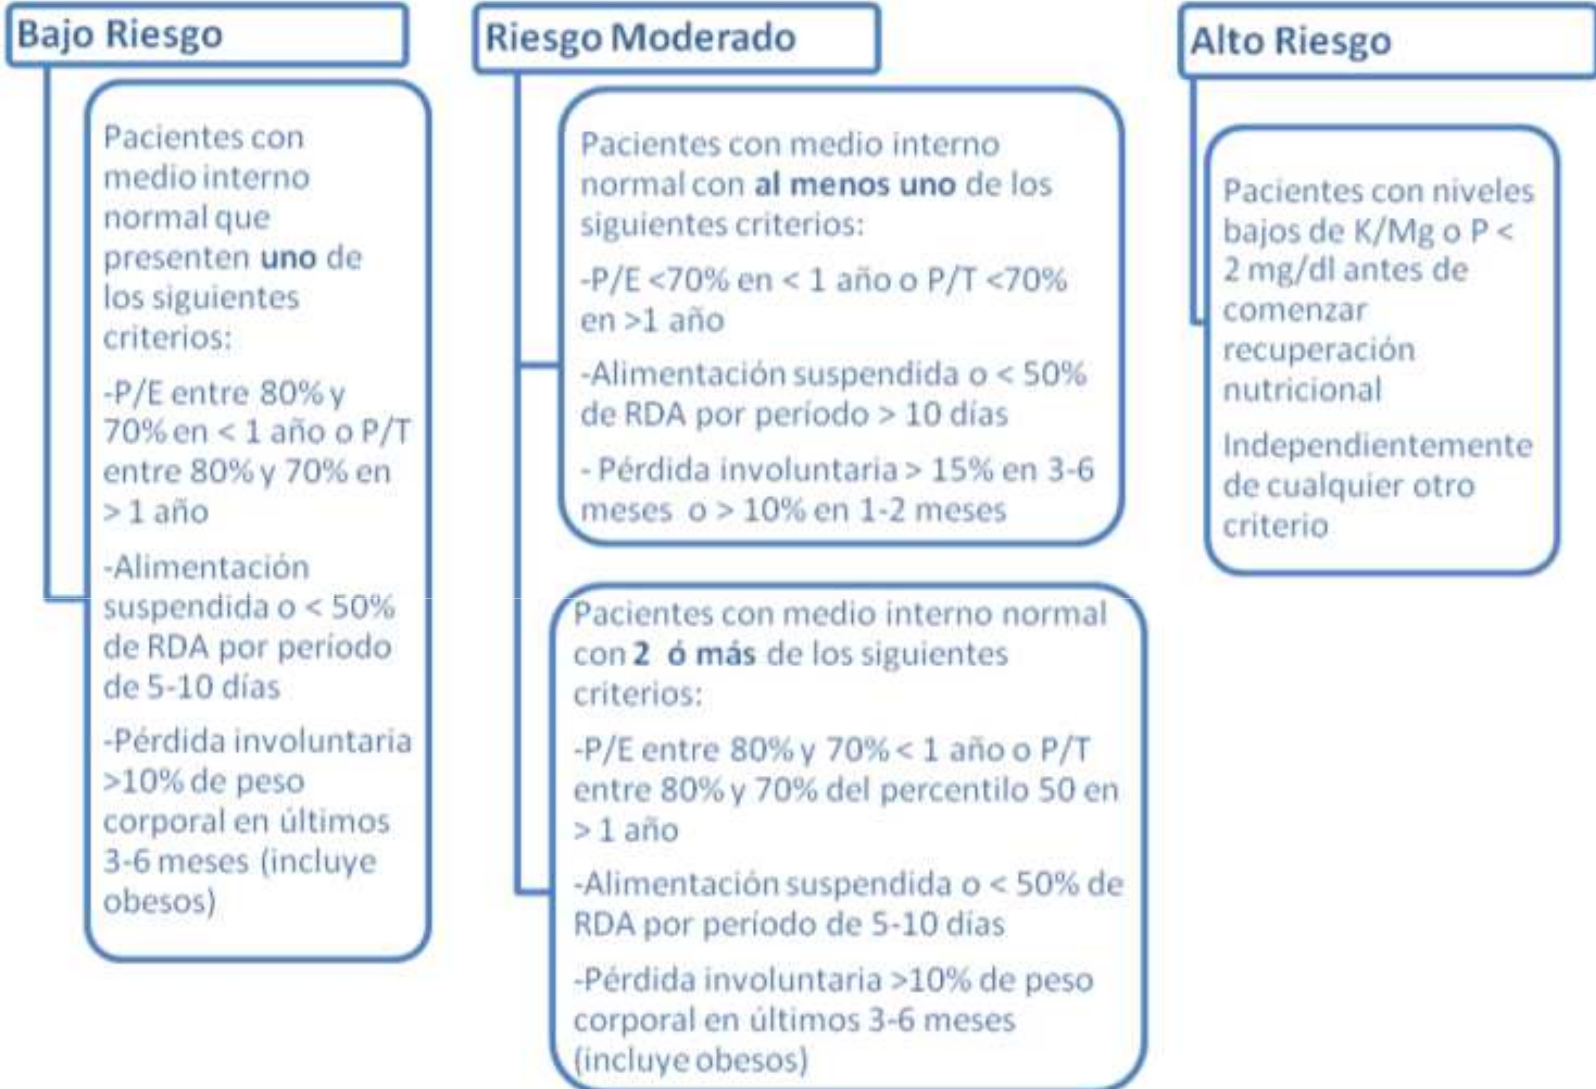 Bajo Riesgo
Pacientes con
medio interno
normal que
presenten uno de
los siguientes
criterios:
-P/E entre 80% y
70% en < 1 año o P/T
entre 80% y 70% en
> 1 año
-Alimentación
suspendida o < 50%
de RDA por período
de 5-10 días
-Pérdida involuntaria
>10% de peso
corporal en últimos
3-6 meses (incluye
obesos)
Riesgo Moderado
Pacientes con medio interno
normal con al menos uno de los
siguientes criterios:
-P/E <70% en < 1 año o P/T <70%
en >1 año
-Alimentación suspendida o < 50%
de RDA por período > 10 días
- Pérdida involuntaria > 15% en 3-6
meses o > 10% en 1-2 meses
Pacientes con medio interno normal
con 2 ó más de los siguientes
criterios:
-P/E entre 80% y 70% < 1 año o P/T
entre 80% y 70% del percentilo 50 en
> 1 año
-Alimentación suspendida o < 50% de
RDA por período de 5-10 días
-Pérdida involuntaria >10% de peso
corporal en últimos 3-6 meses
(incluye obesos)
Alto Riesgo
Pacientes con niveles
bajos de K/Mg o P <
2 mg/dl antes de
comenzar
recuperación
nutricional
Independientemente
de cualquier otro
criterio